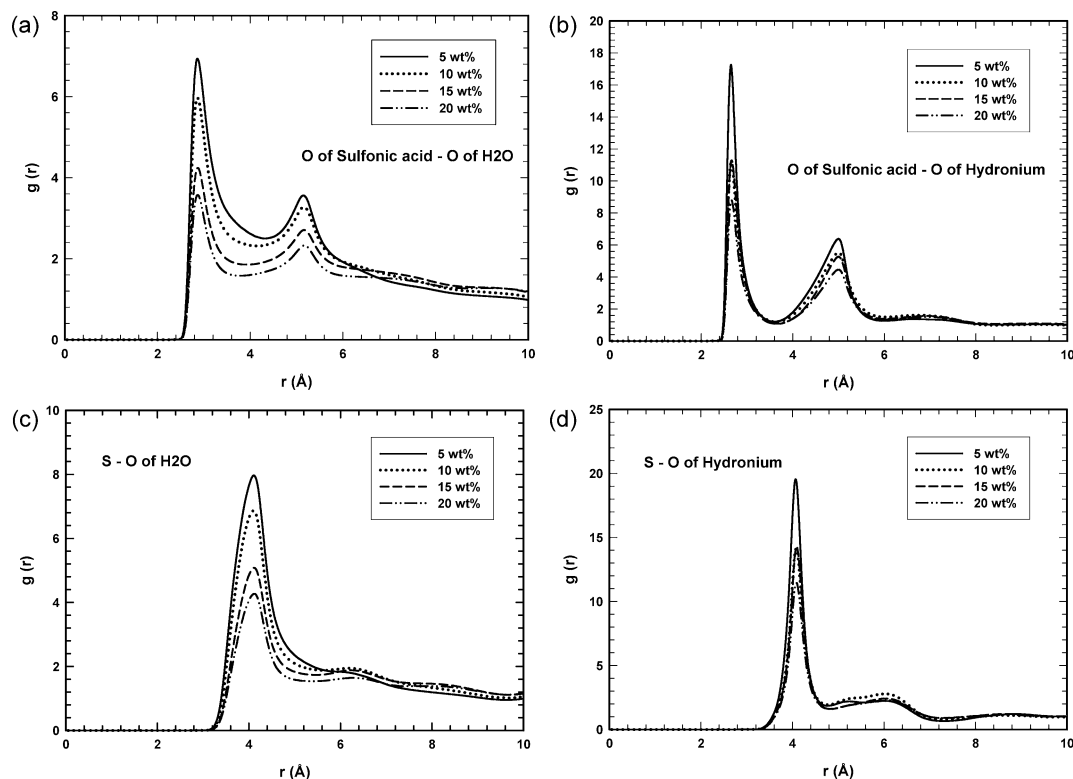 (a)
8
6
4
2
0
g (r)
5 wt%
10 wt%
15 wt%
20 wt%
O of Sulfonic acid - O of H2O
0 2 4 6 8 10
r (Å)
(b)
20
18
16
14
12
10
8
6
4
2
0
g (r)
5 wt%
10 wt%
15 wt%
20 wt%
O of Sulfonic acid - O of Hydronium
0 2 4 6 8 10
r (Å)
(c)
10
8
6
4
2
0
g (r)
S - O of H2O
5 wt%
10 wt%
15 wt%
20 wt%
0 2 4 6 8 10
r (Å)
(d)
25
20
15
10
5
0
g (r)
S - O of Hydronium
5 wt%
10 wt%
15 wt%
20 wt%
0 2 4 6 8 10
r (Å)